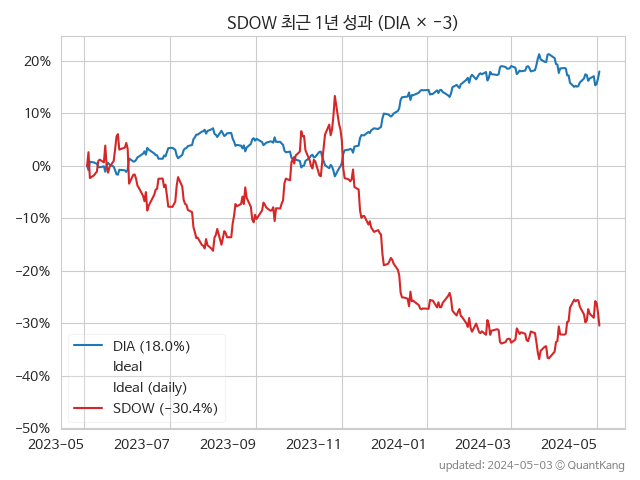 SDOW 최근 1년 성과 (DIA × −3)
20%
10%
0%
−10%
−20%
−30%
−40%
−50%
DIA (18.0%)
Ideal
Ideal (daily)
SDOW (−30.4%)
2023-05 2023-07 2023-09 2023-11 2024-01 2024-03 2024-05
updated: 2024-05-03 © QuantKang